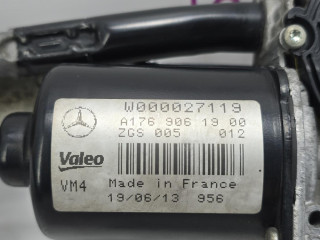 W000027119
A176 906 19 00
ZGS 005 012
Valeo
VM4
Made in France
19/06/13 956